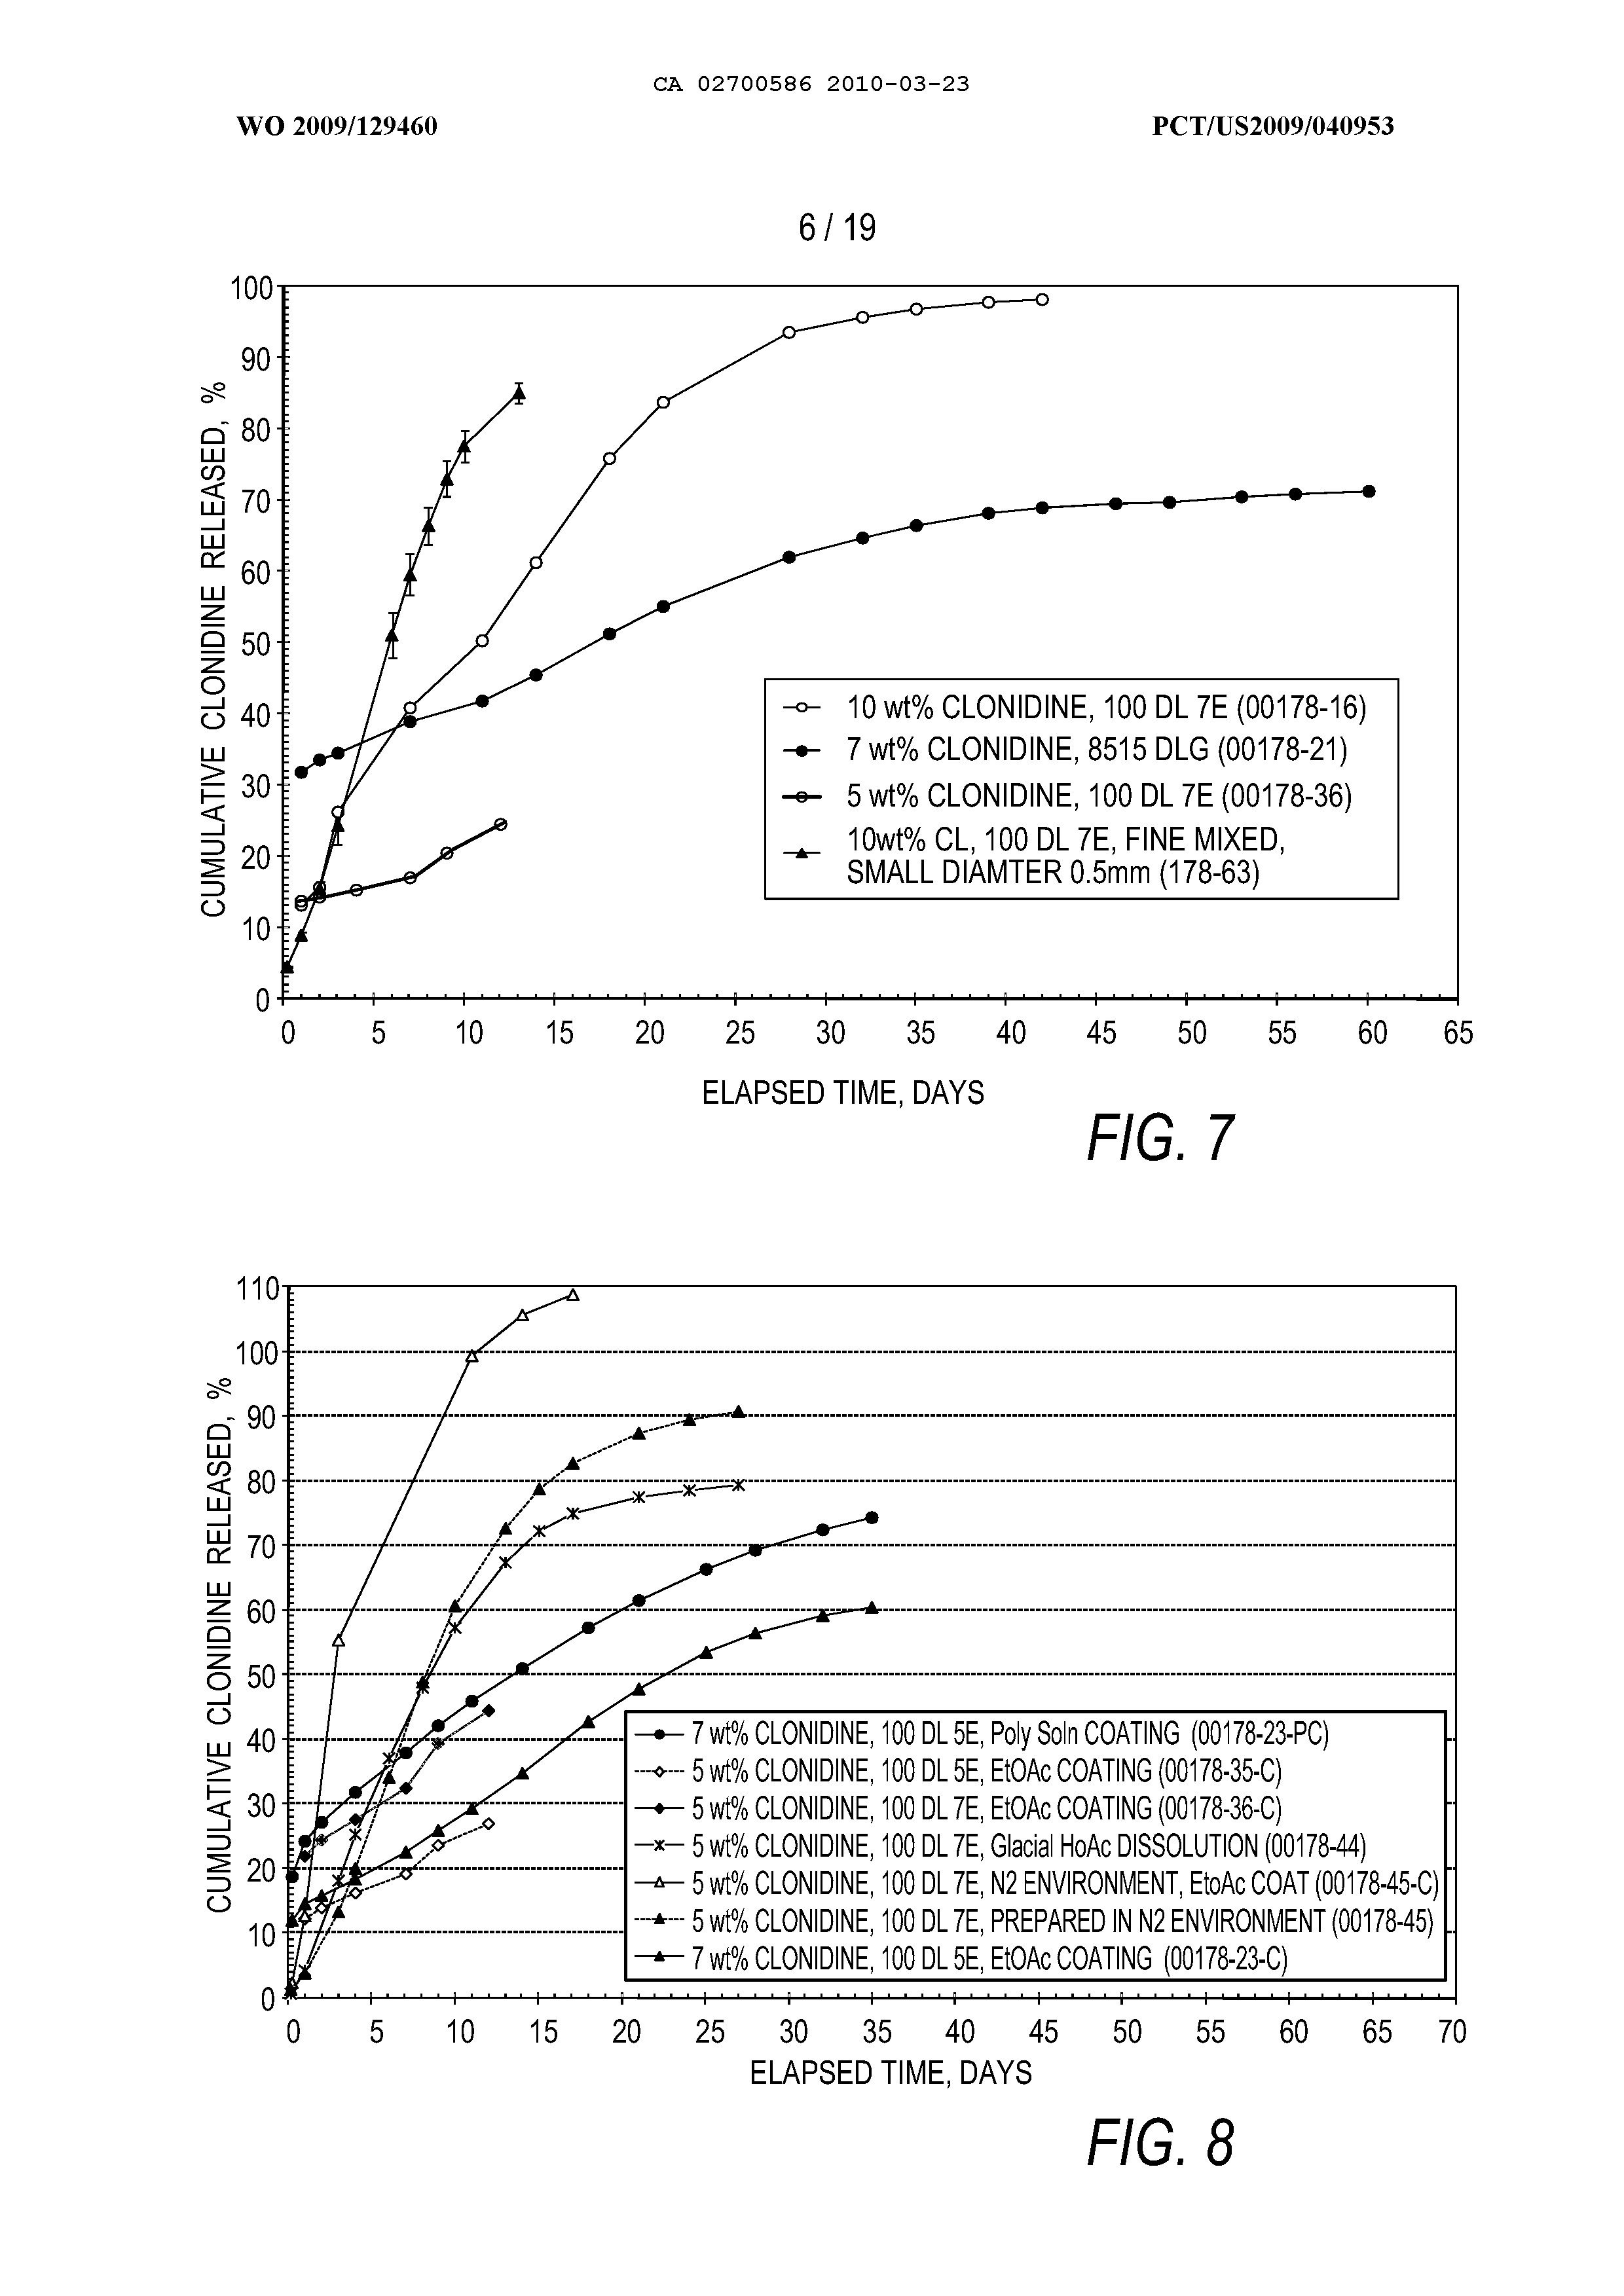 CA 02700586 2010-03-23
WO 2009/129460 PCT/US2009/040953
6 / 19
100
90
80
70
60
50
40
30
20
10
0
CUMULATIVE CLONIDINE RELEASED, %
10 wt% CLONIDINE, 100 DL 7E (00178-16)
7 wt% CLONIDINE, 8515 DLG (00178-21)
5 wt% CLONIDINE, 100 DL 7E (00178-36)
10wt% CL, 100 DL 7E, FINE MIXED,
SMALL DIAMTER 0.5mm (178-63)
0 5 10 15 20 25 30 35 40 45 50 55 60 65
ELAPSED TIME, DAYS
FIG. 7
110
100
90
80
70
60
50
40
30
20
10
0
CUMULATIVE CLONIDINE RELEASED, %
7 wt% CLONIDINE, 100 DL 5E, Poly Soln COATING (00178-23-PC)
5 wt% CLONIDINE, 100 DL 5E, EtOAc COATING (00178-35-C)
5 wt% CLONIDINE, 100 DL 7E, EtOAc COATING (00178-36-C)
5 wt% CLONIDINE, 100 DL 7E, Glacial HoAc DISSOLUTION (00178-44)
5 wt% CLONIDINE, 100 DL 7E, N2 ENVIRONMENT, EtoAc COAT (00178-45-C)
5 wt% CLONIDINE, 100 DL 7E, PREPARED IN N2 ENVIRONMENT (00178-45)
7 wt% CLONIDINE, 100 DL 5E, EtOAc COATING (00178-23-C)
0 5 10 15 20 25 30 35 40 45 50 55 60 65 70
ELAPSED TIME, DAYS
FIG. 8